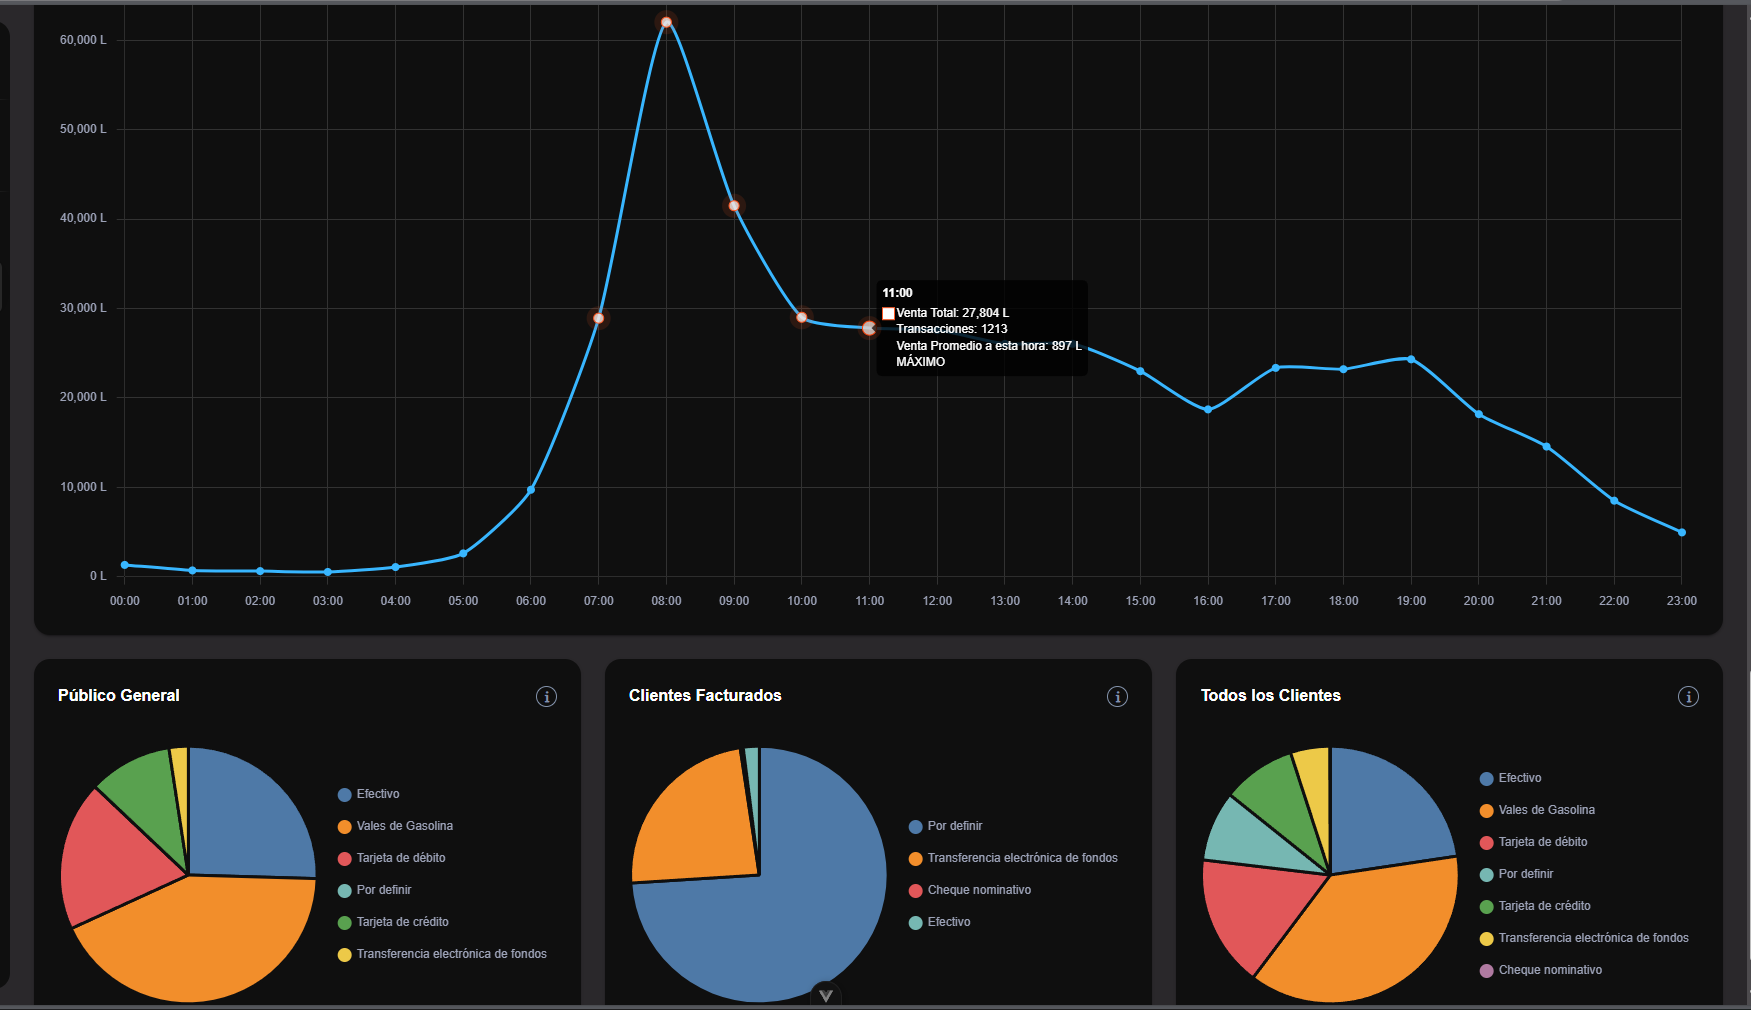 60,000 L
50,000 L
40,000 L
30,000 L
20,000 L
10,000 L
0 L
11:00
Venta Total: 27,804 L
Transacciones: 1213
Venta Promedio a esta hora: 897 L
MÁXIMO
00:00 01:00 02:00 03:00 04:00 05:00 06:00 07:00 08:00 09:00 10:00 11:00 12:00 13:00 14:00 15:00 16:00 17:00 18:00 19:00 20:00 21:00 22:00 23:00
Público General
Efectivo
Vales de Gasolina
Tarjeta de débito
Por definir
Tarjeta de crédito
Transferencia electrónica de fondos
Clientes Facturados
Por definir
Transferencia electrónica de fondos
Cheque nominativo
Efectivo
Todos los Clientes
Efectivo
Vales de Gasolina
Tarjeta de débito
Por definir
Tarjeta de crédito
Transferencia electrónica de fondos
Cheque nominativo